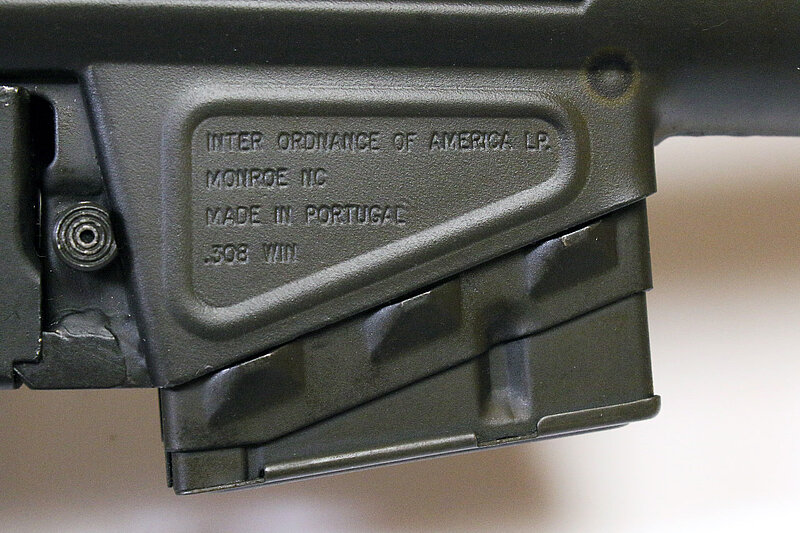 INTER ORDNANCE OF AMERICA LP.
MONROE NC
MADE IN PORTUGAL
.308 WIN